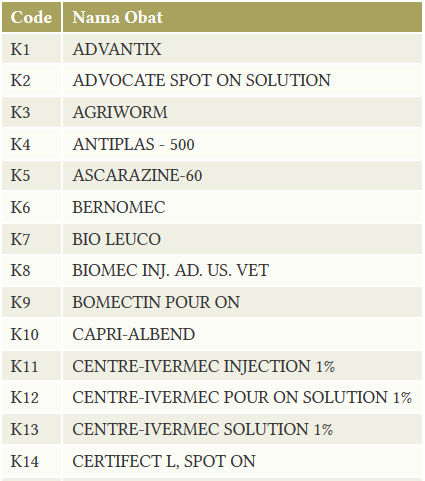 Code Nama Obat
K1 ADVANTIX
K2 ADVOCATE SPOT ON SOLUTION
K3 AGRIWORM
K4 ANTIPLAS - 500
K5 ASCARAZINE-60
K6 BERNOMEC
K7 BIO LEUCO
K8 BIOMEC INJ. AD. US. VET
K9 BOMECTIN POUR ON
K10 CAPRI-ALBEND
K11 CENTRE-IVERMEC INJECTION 1%
K12 CENTRE-IVERMEC POUR ON SOLUTION 1%
K13 CENTRE-IVERMEC SOLUTION 1%
K14 CERTIFECT L, SPOT ON